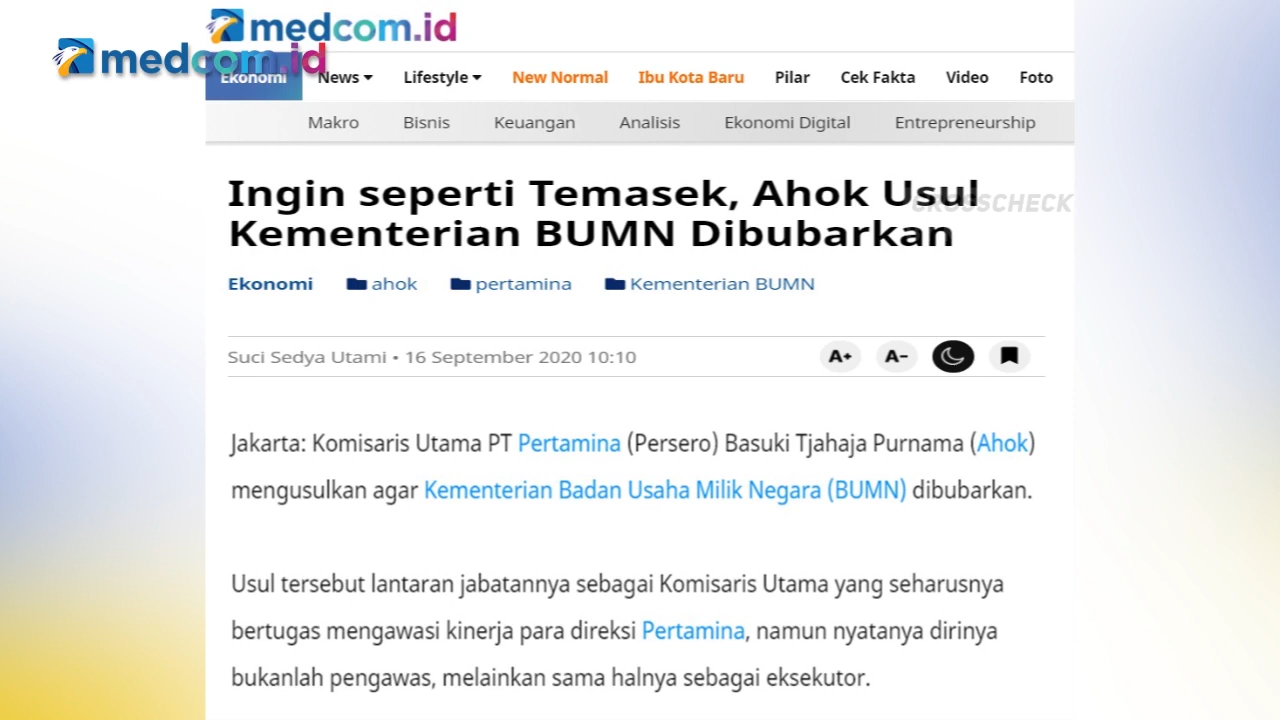 medcom.id
medcom.id
Ekonomi News Lifestyle New Normal Ibu Kota Baru Pilar Cek Fakta Video Foto
Makro Bisnis Keuangan Analisis Ekonomi Digital Entrepreneurship
Ingin seperti Temasek, Ahok Usul
CROSSCHECK
Kementerian BUMN Dibubarkan
Ekonomi ahok pertamina Kementerian BUMN
Suci Sedya Utami • 16 September 2020 10:10 A+ A-
Jakarta: Komisaris Utama PT Pertamina (Persero) Basuki Tjahaja Purnama (Ahok)
mengusulkan agar Kementerian Badan Usaha Milik Negara (BUMN) dibubarkan.
Usul tersebut lantaran jabatannya sebagai Komisaris Utama yang seharusnya
bertugas mengawasi kinerja para direksi Pertamina, namun nyatanya dirinya
bukanlah pengawas, melainkan sama halnya sebagai eksekutor.